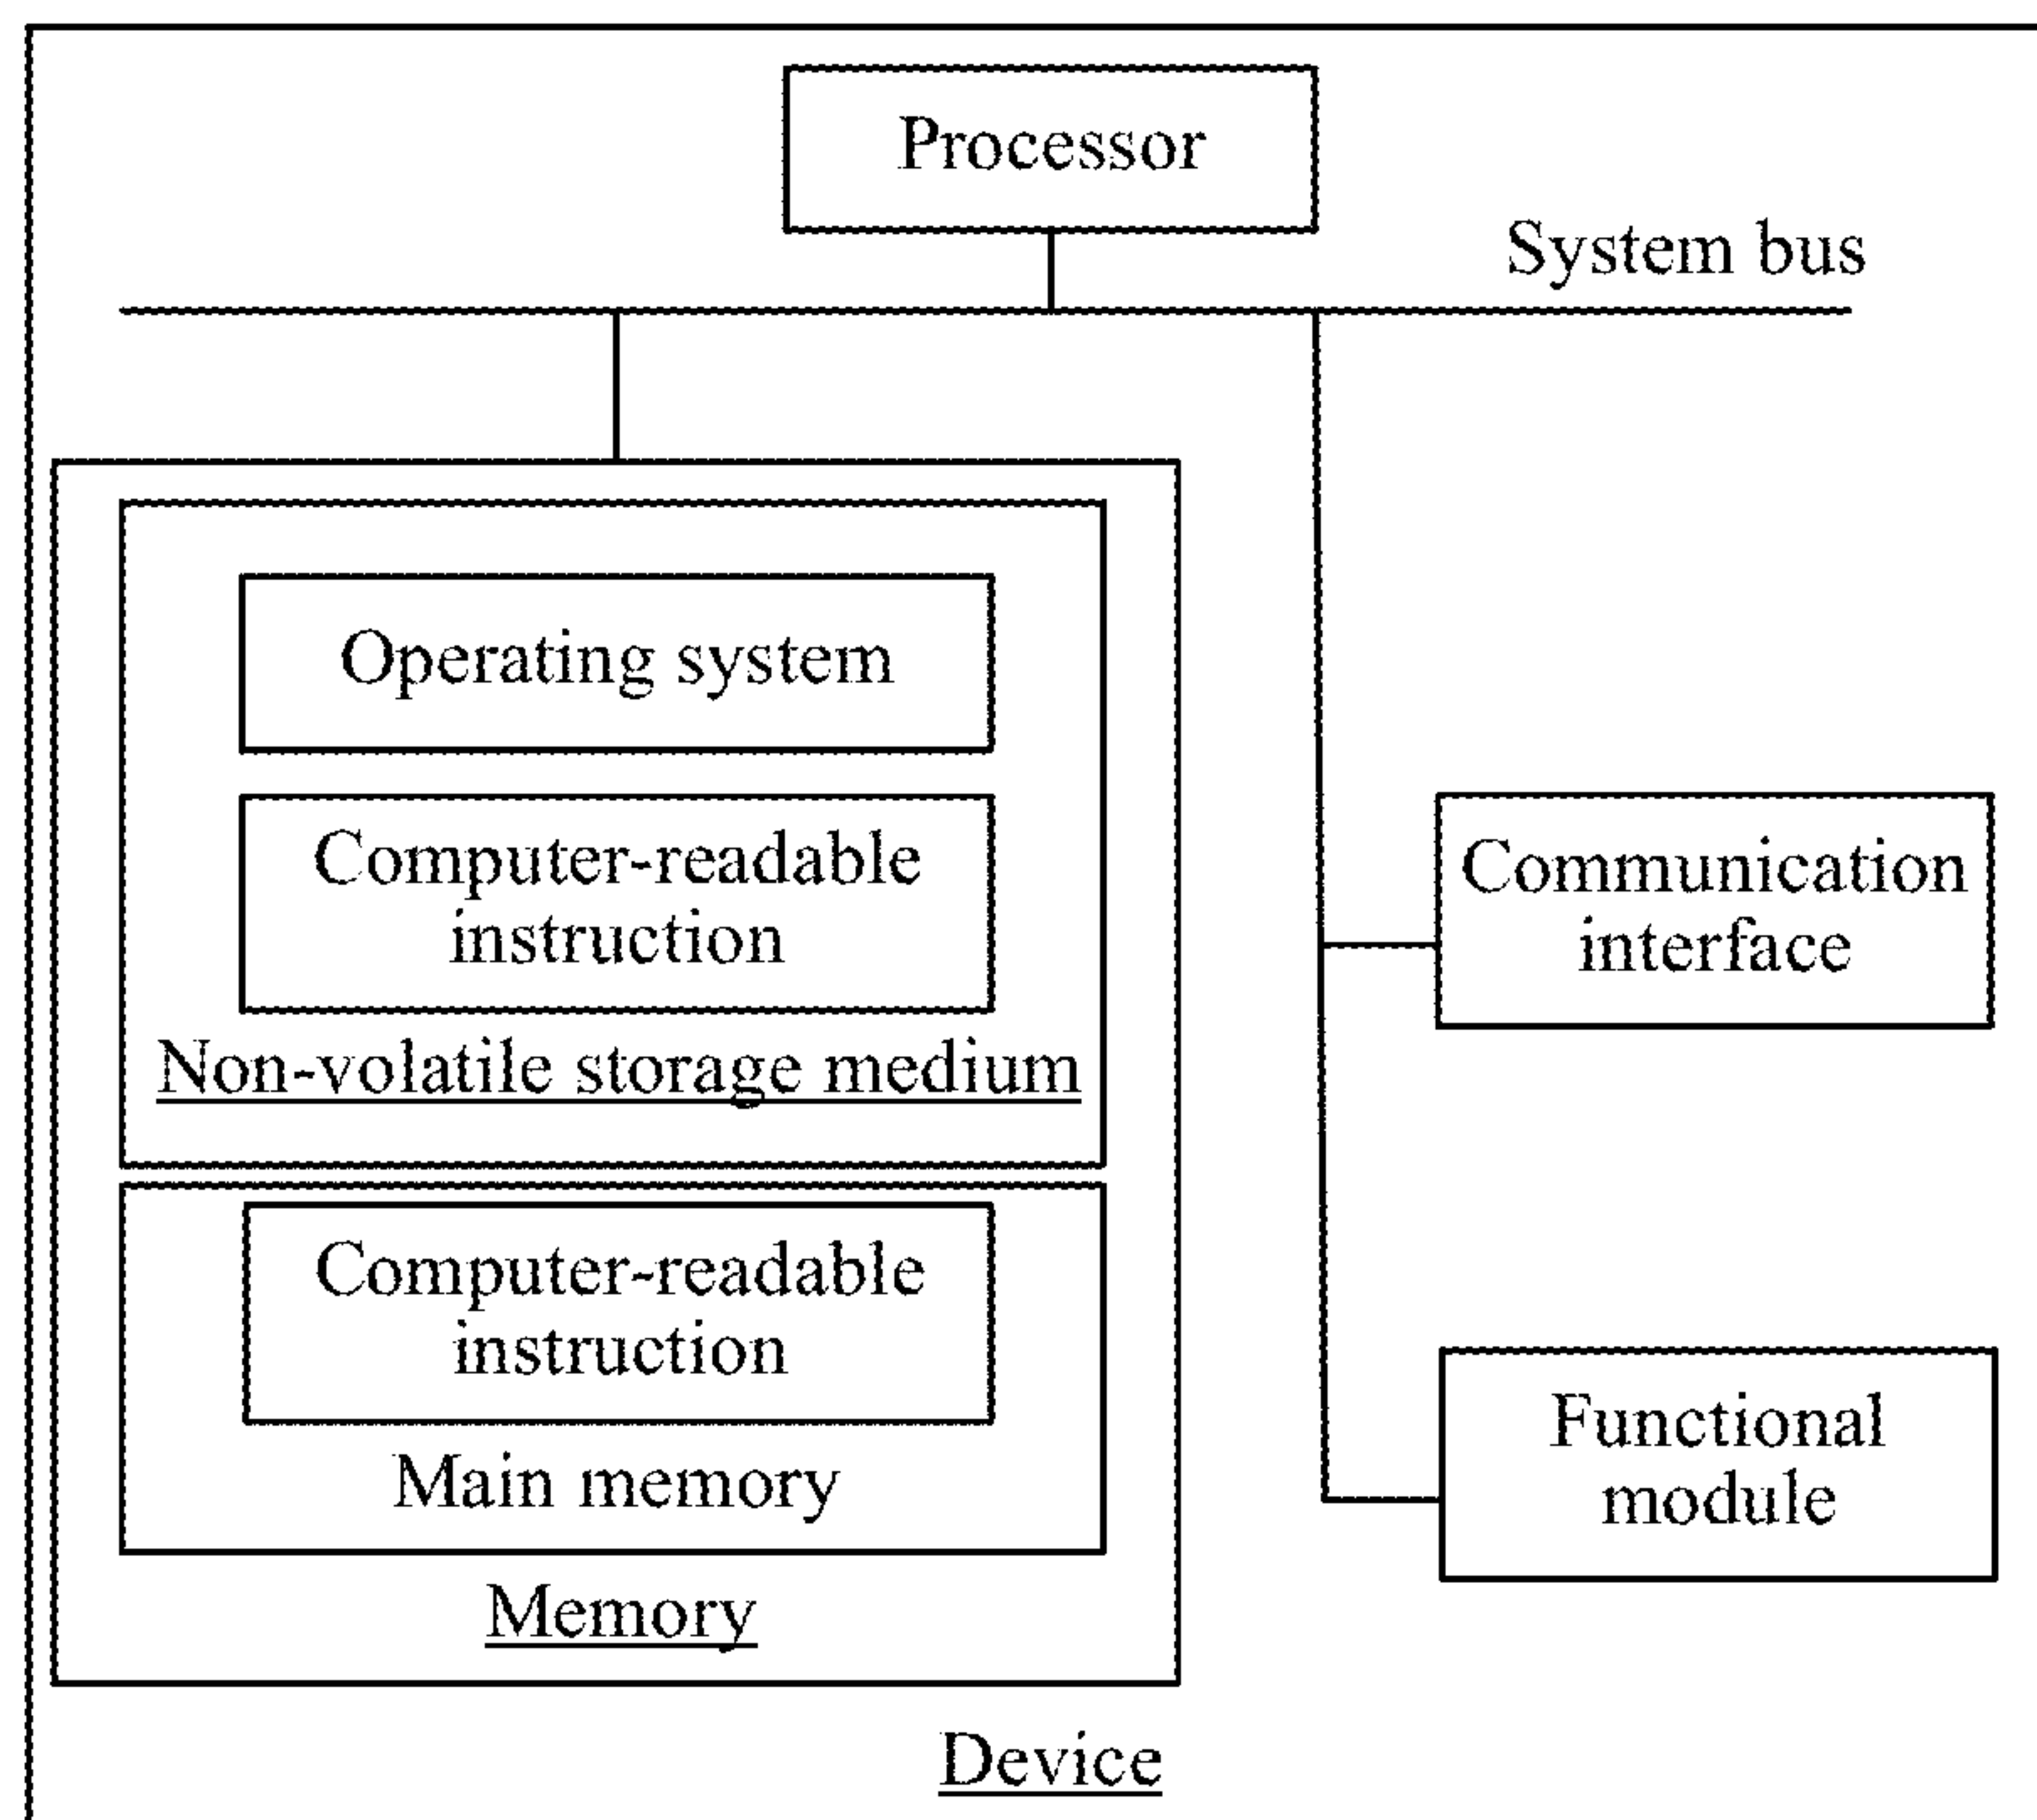 Processor
System bus
Operating system
Computer-readable
instruction
Non-volatile storage medium
Computer-readable
instruction
Main memory
Memory
Communication
interface
Functional
module
Device